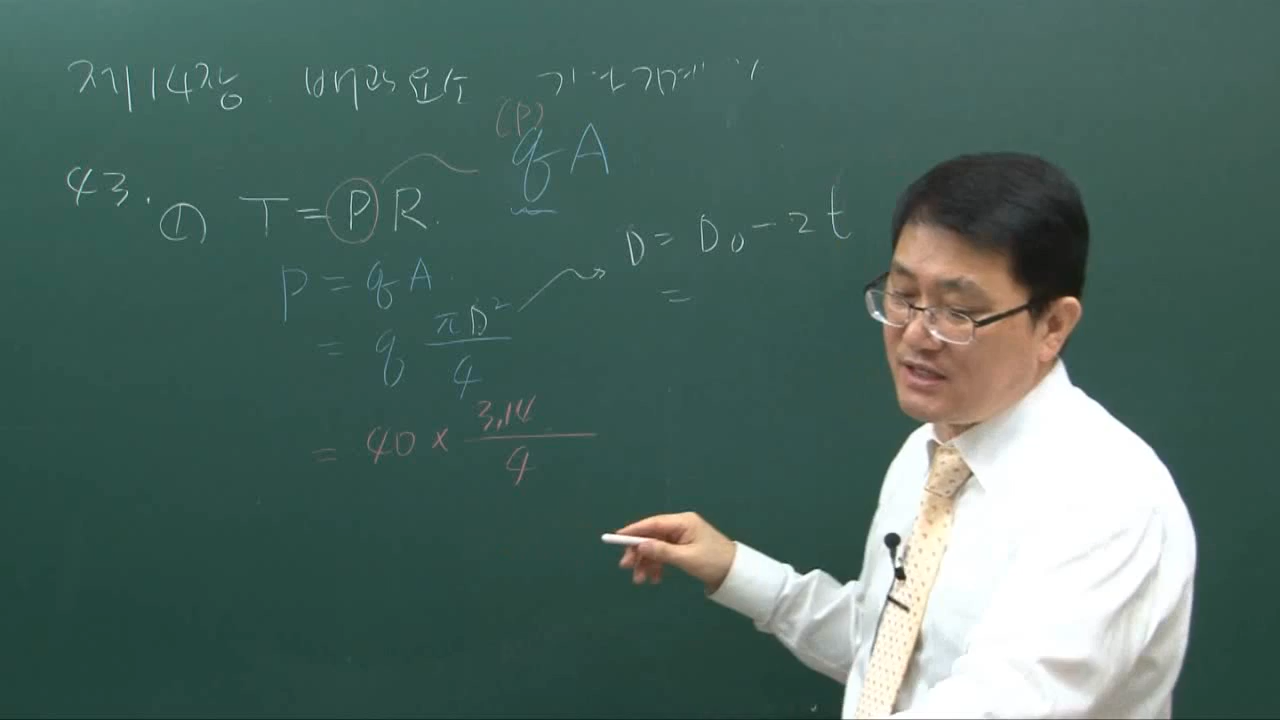 제14장 배관요소
(P)
43. ① T = P R. qA
D = D₀ - 2t
P = qA. =
= q πD²/4
= 40 × 3.14/4